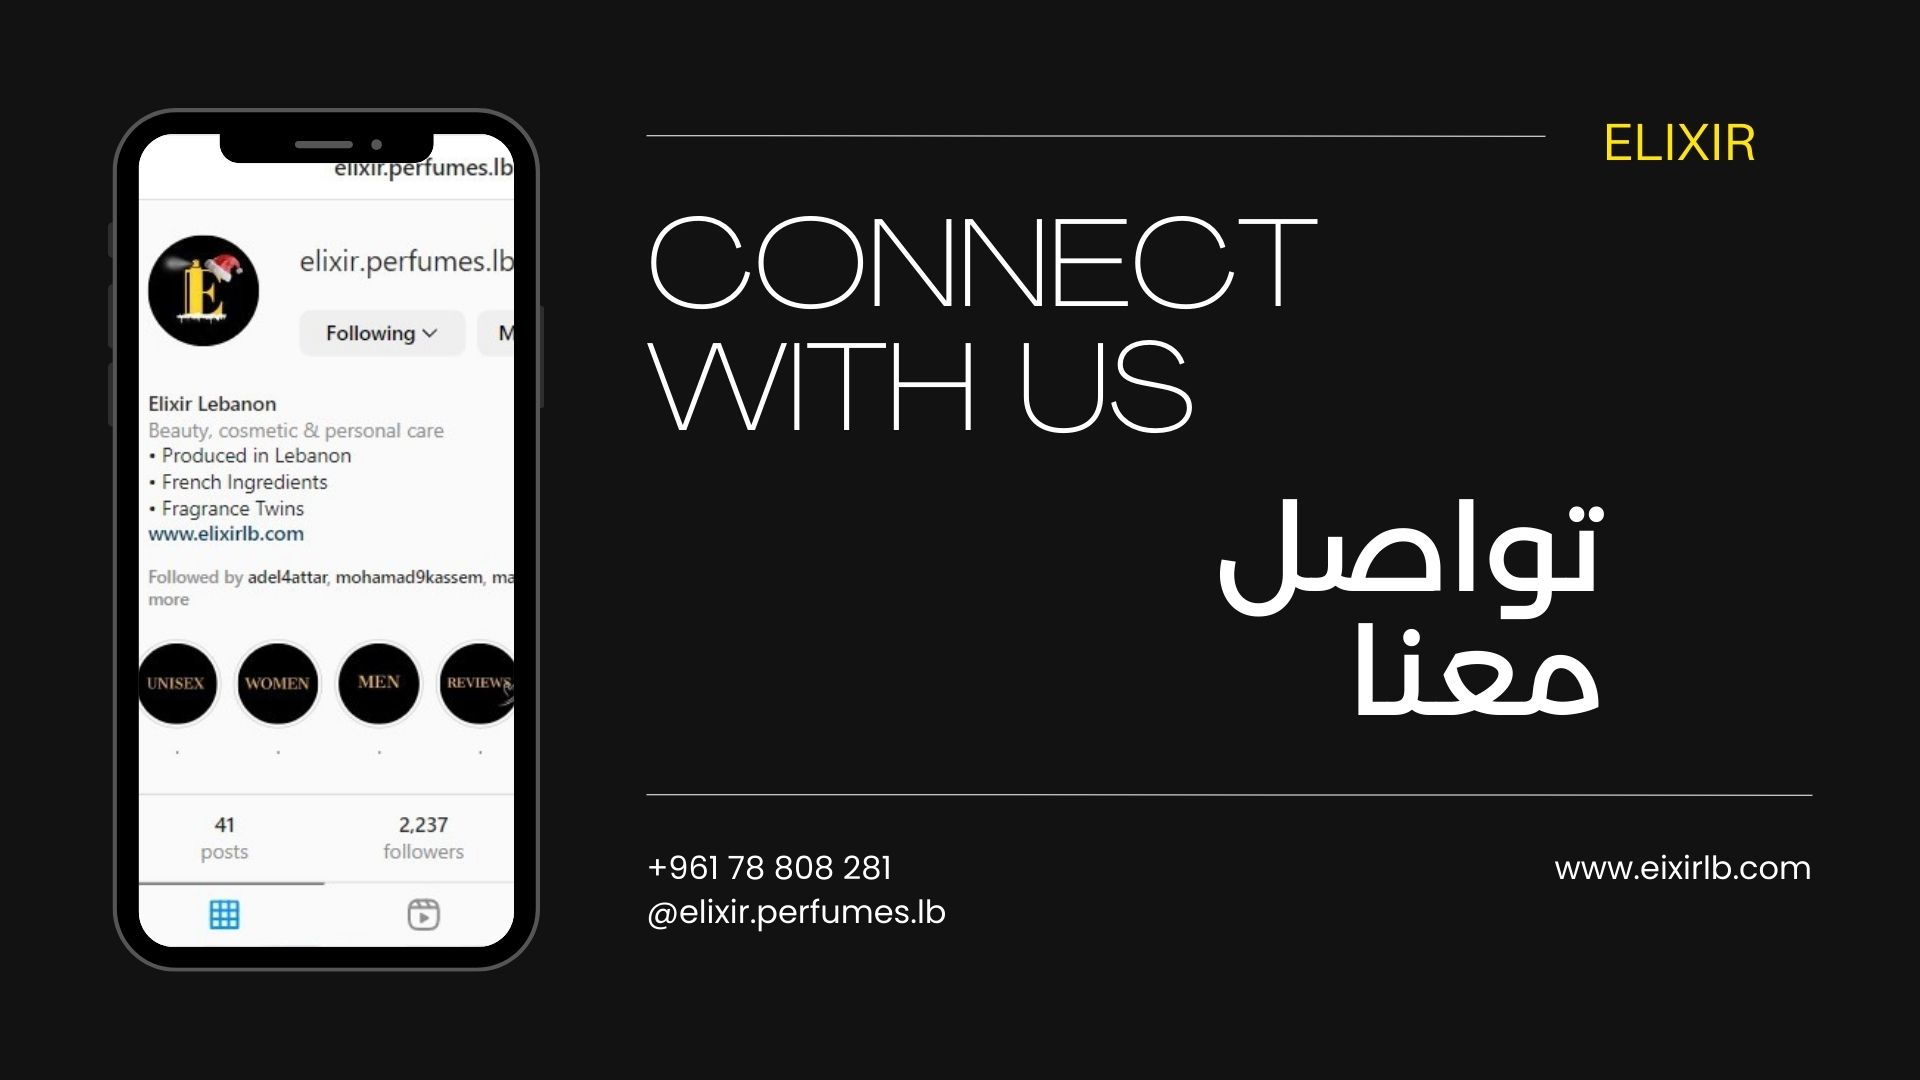 elixir.perfumes.lb
E
elixir.perfumes.lb
Following
M
Elixir Lebanon
Beauty, cosmetic & personal care
• Produced in Lebanon
• French Ingredients
• Fragrance Twins
www.elixirlb.com
Followed by adel4attar, mohamad9kassem, ma
more
UNISEX WOMEN MEN REVIEWS
41 2,237
posts followers
ELIXIR
CONNECT
WITH US
تواصل
معنا
+961 78 808 281
@elixir.perfumes.lb
www.eixirlb.com